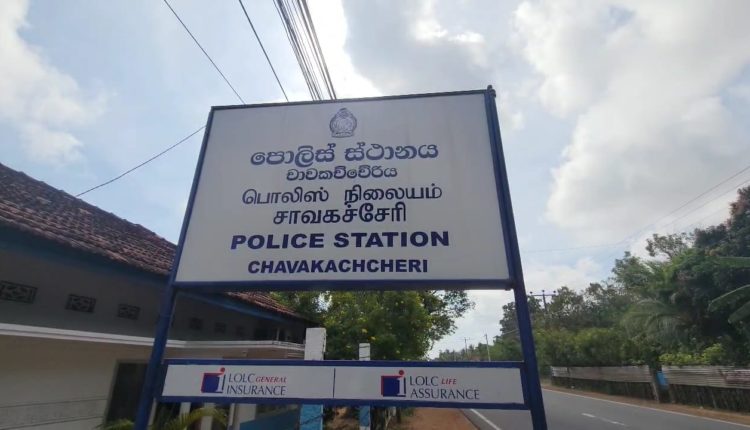 පොලිස් ස්ථානය
චාවකච්චේරිය
பொலிஸ் நிலையம்
சாவகச்சேரி
POLICE STATION
CHAVAKACHCHERI
LOLC GENERAL
INSURANCE
LOLC LIFE
ASSURANCE